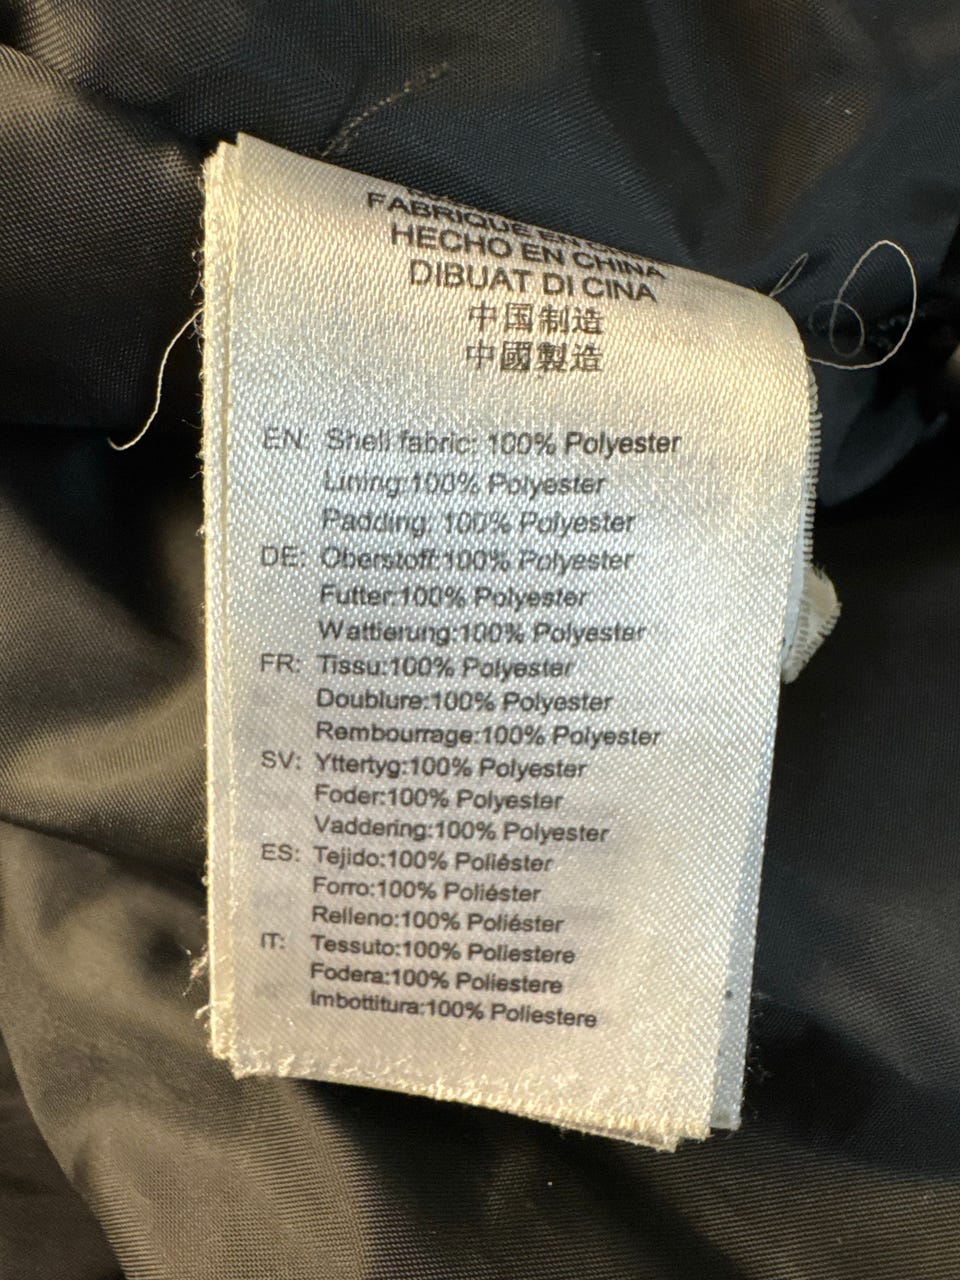 FABRIQUE EN
HECHO EN CHINA
DIBUAT DI CINA
中国制造
中國製造
EN: Shell fabric: 100% Polyester
Lining:100% Polyester
Padding: 100% Polyester
DE: Oberstoff:100% Polyester
Futter:100% Polyester
Wattierung:100% Polyester
FR: Tissu:100% Polyester
Doublure:100% Polyester
Rembourrage:100% Polyester
SV: Yttertyg:100% Polyester
Foder:100% Polyester
Vaddering:100% Polyester
ES: Tejido:100% Poliéster
Forro:100% Poliéster
Relleno:100% Poliéster
IT: Tessuto:100% Poliestere
Fodera:100% Poliestere
Imbottitura:100% Poliestere